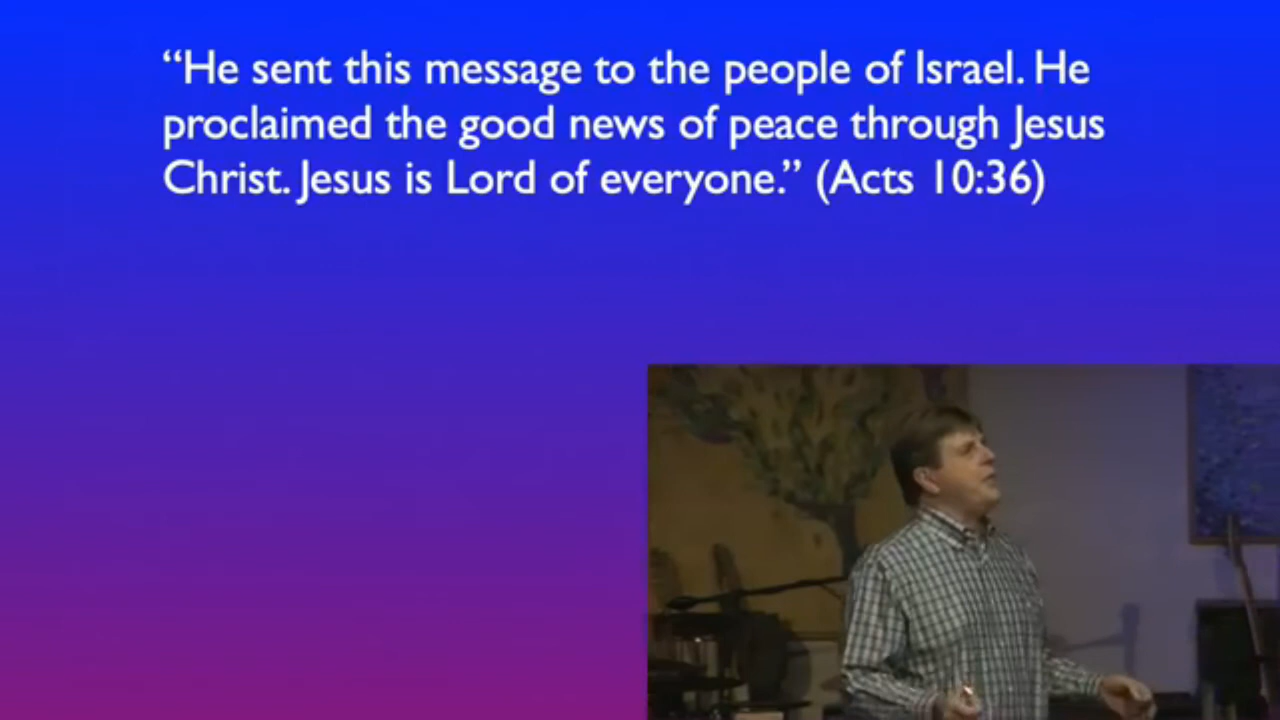 “He sent this message to the people of Israel. He
proclaimed the good news of peace through Jesus
Christ. Jesus is Lord of everyone.” (Acts 10:36)